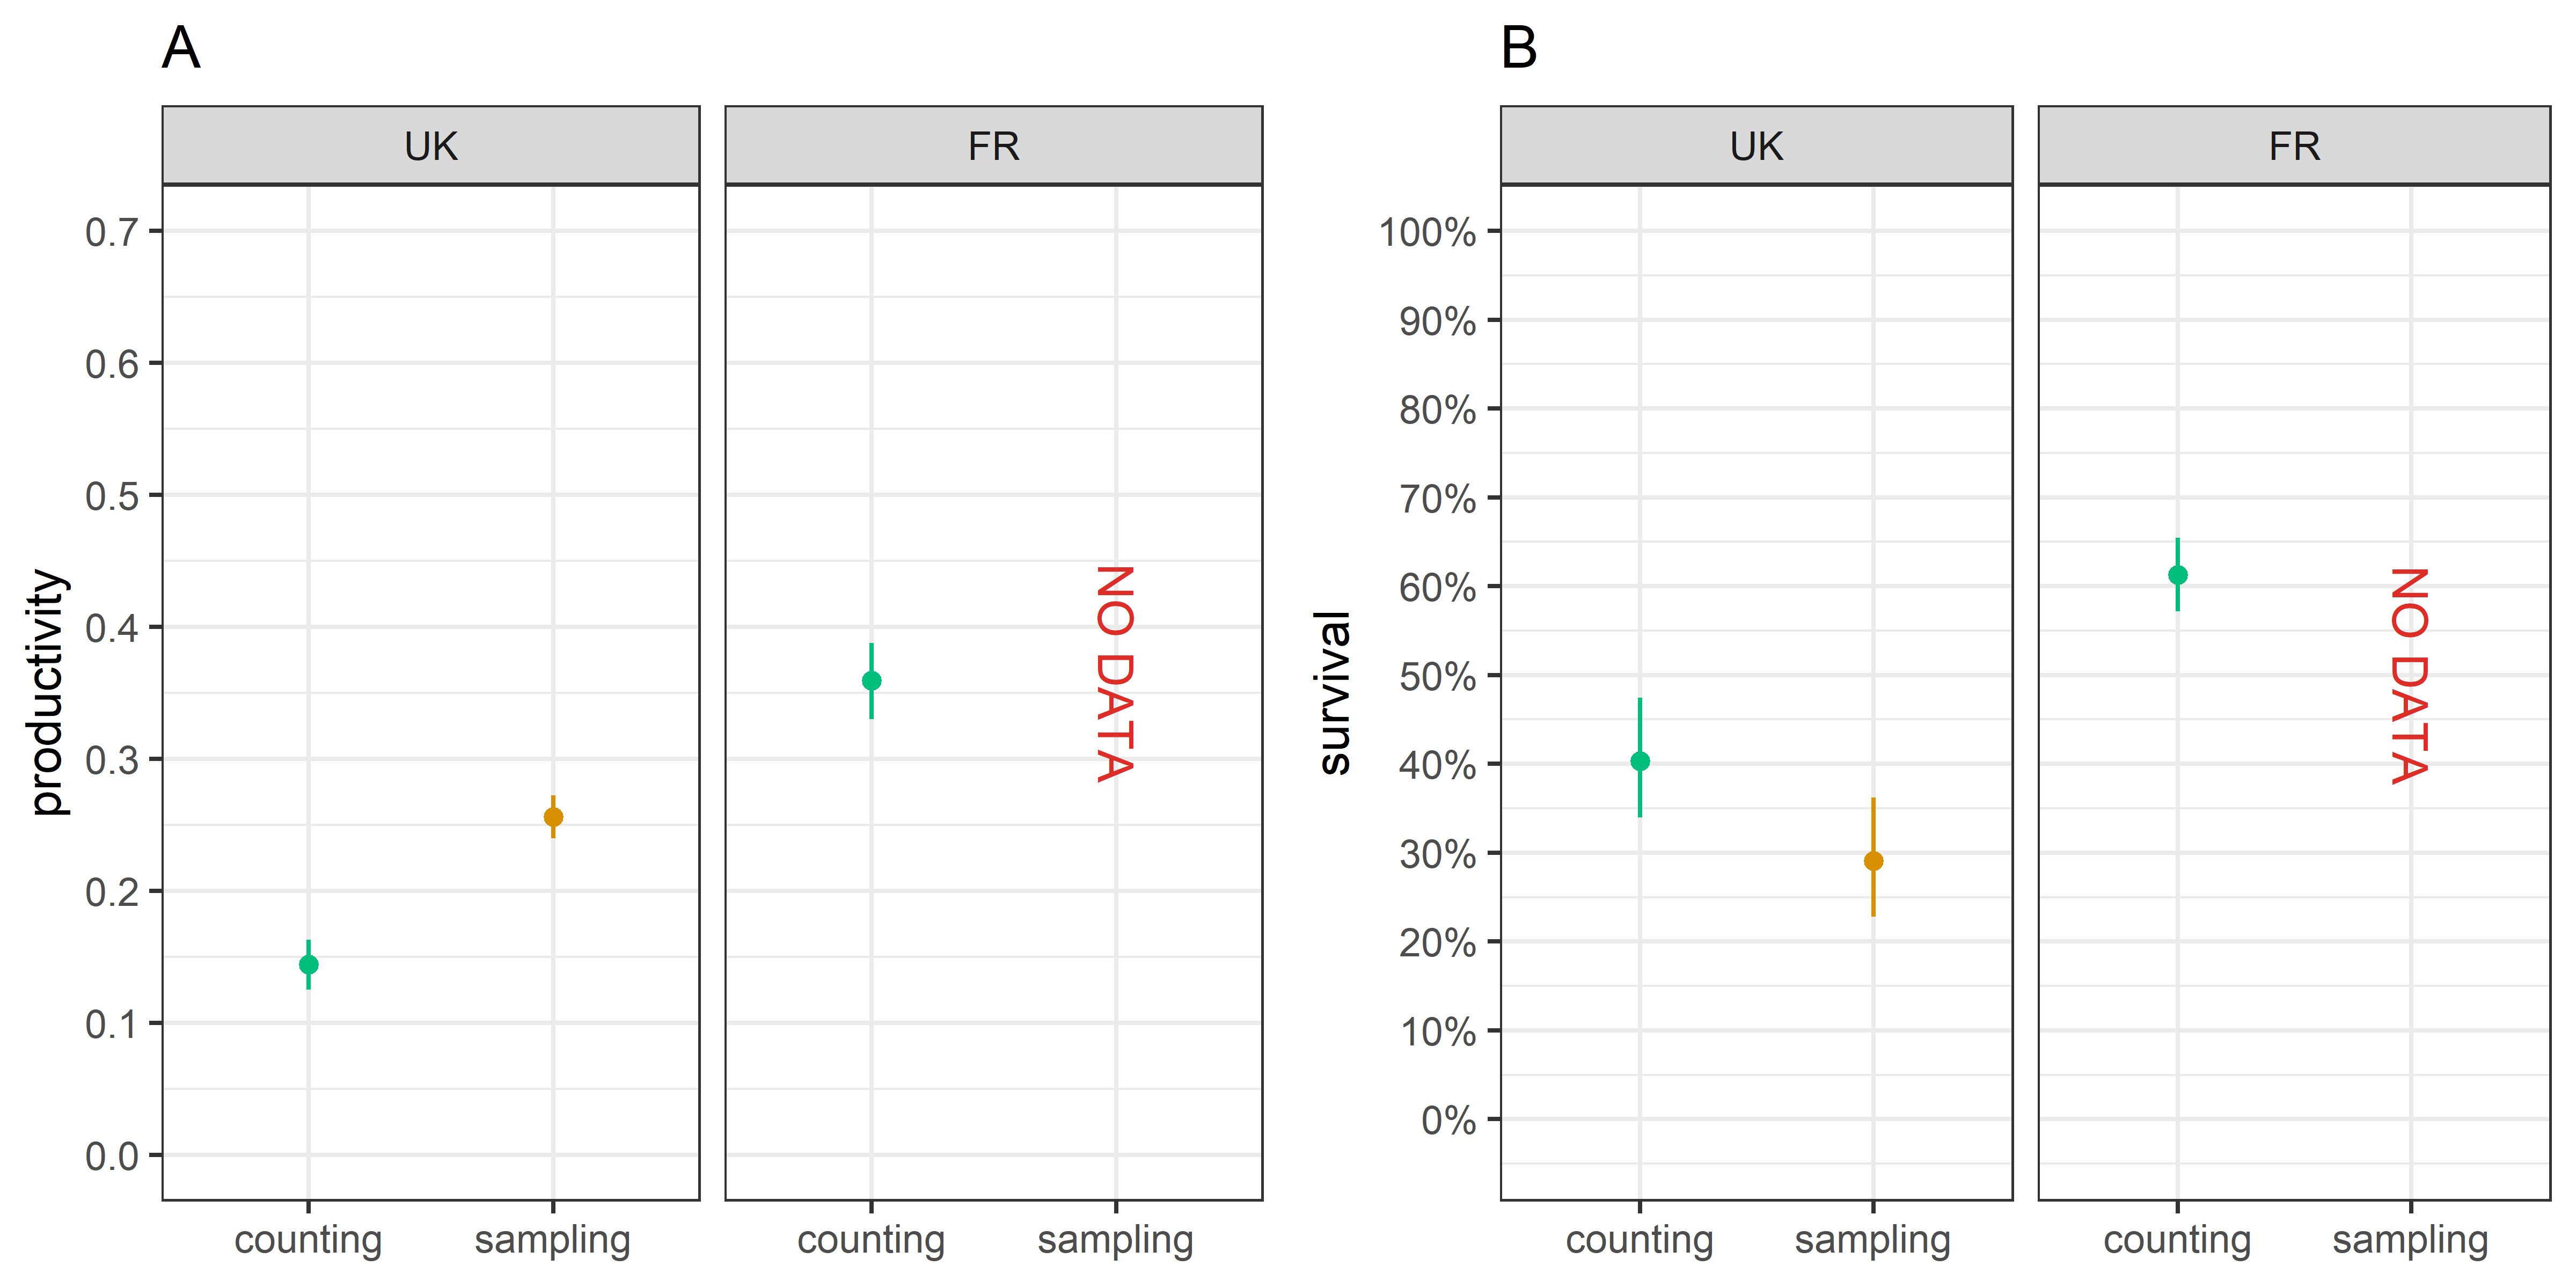 A
UK
FR
0.7
0.6
0.5
0.4
0.3
0.2
0.1
0.0
productivity
NO DATA
counting
sampling
counting
sampling
B
UK
FR
100%
90%
80%
70%
60%
50%
40%
30%
20%
10%
0%
survival
NO DATA
counting
sampling
counting
sampling